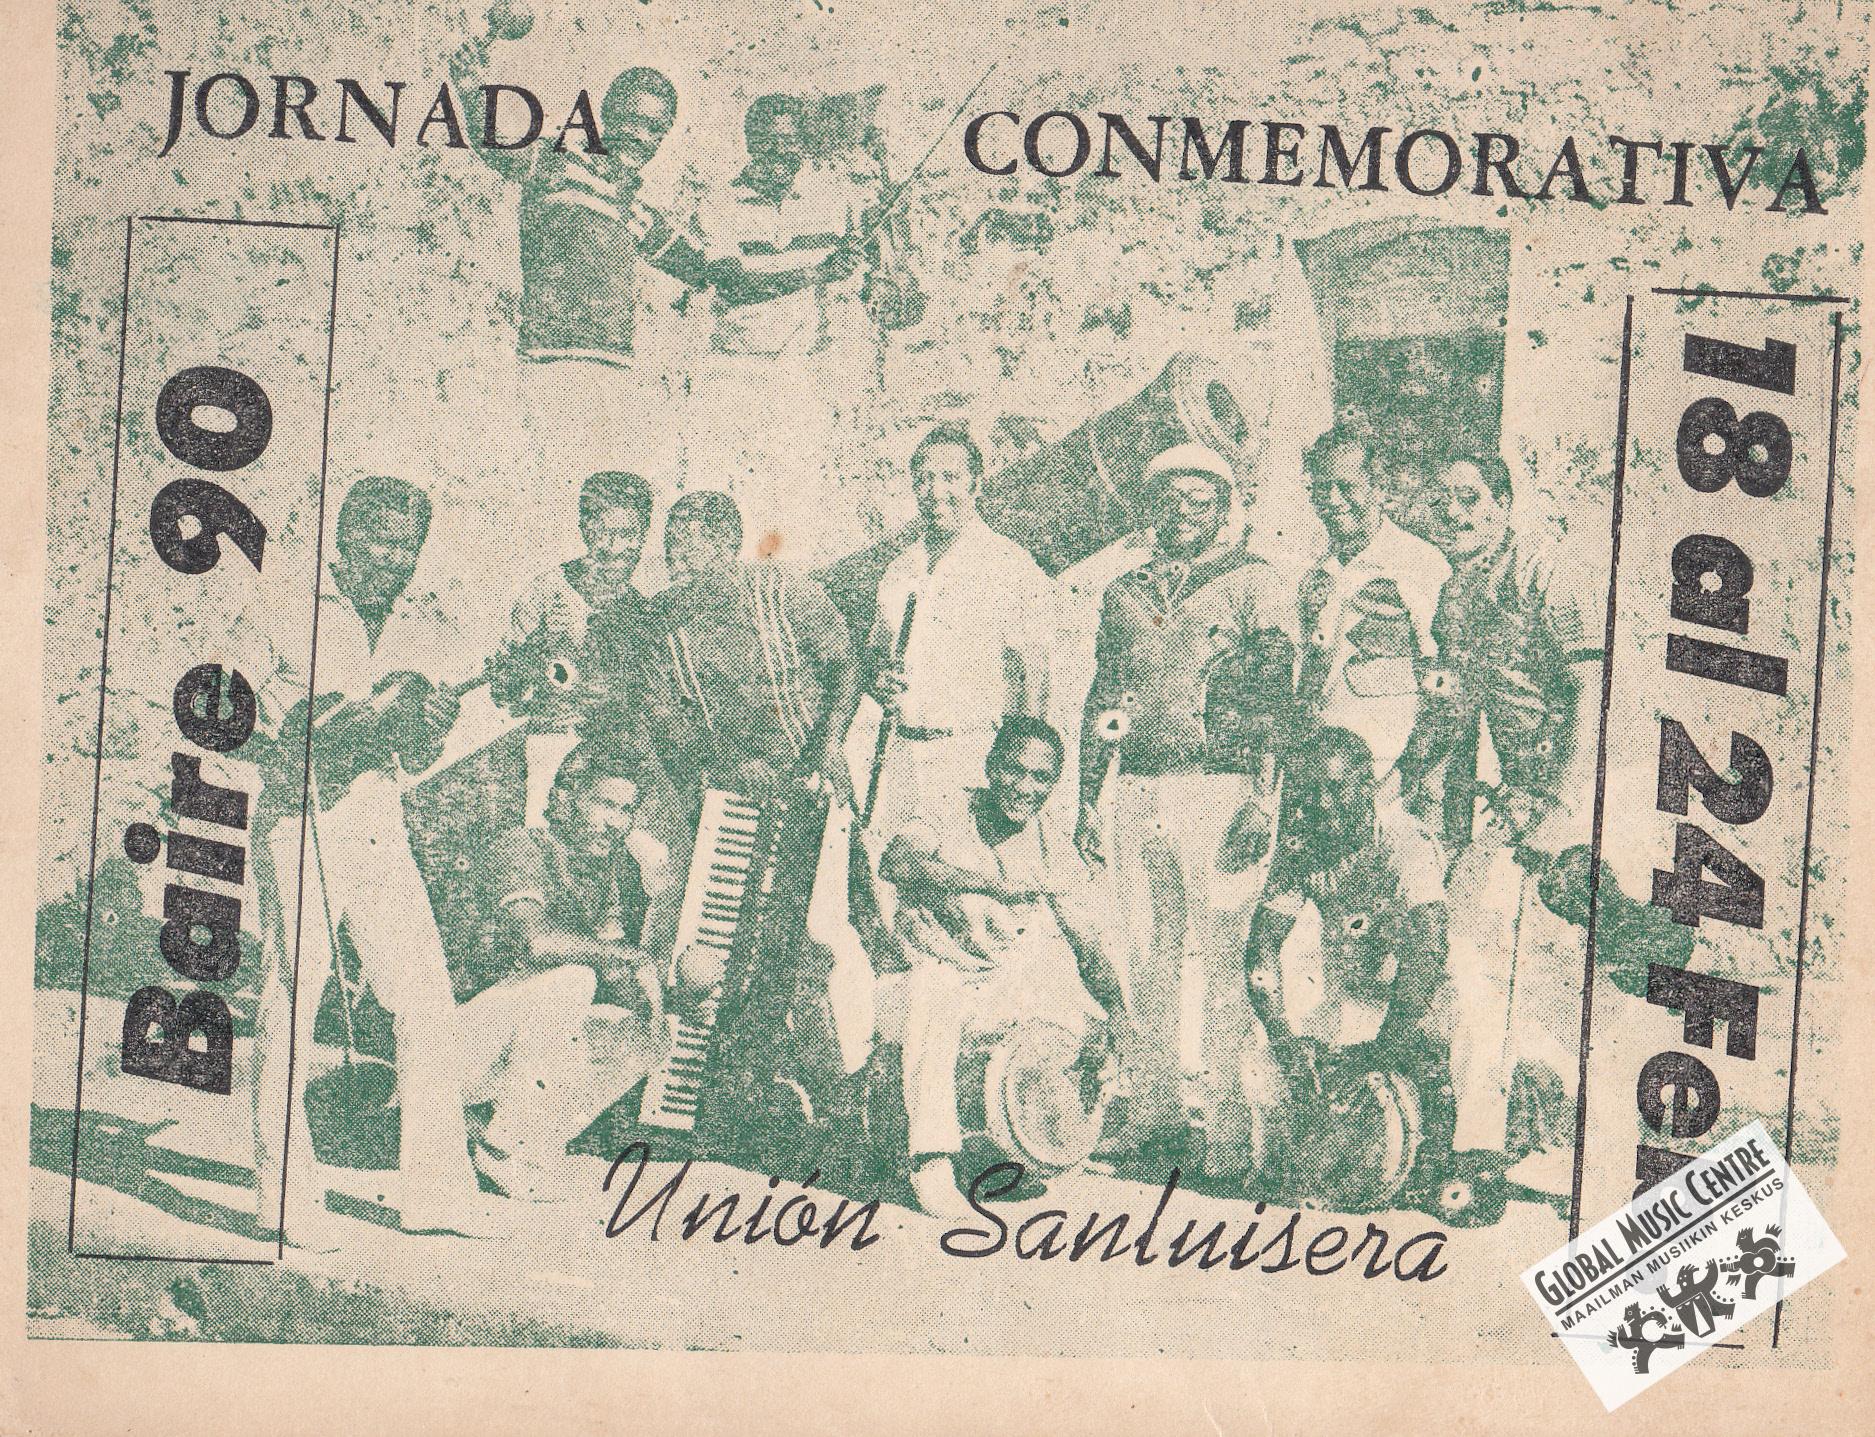 JORNADA CONMEMORATIVA
Baire 90
18 al 24 Feb
Unión Sanluisera
GLOBAL MUSIC CENTRE
MAAILMAN MUSIIKIN KESKUS